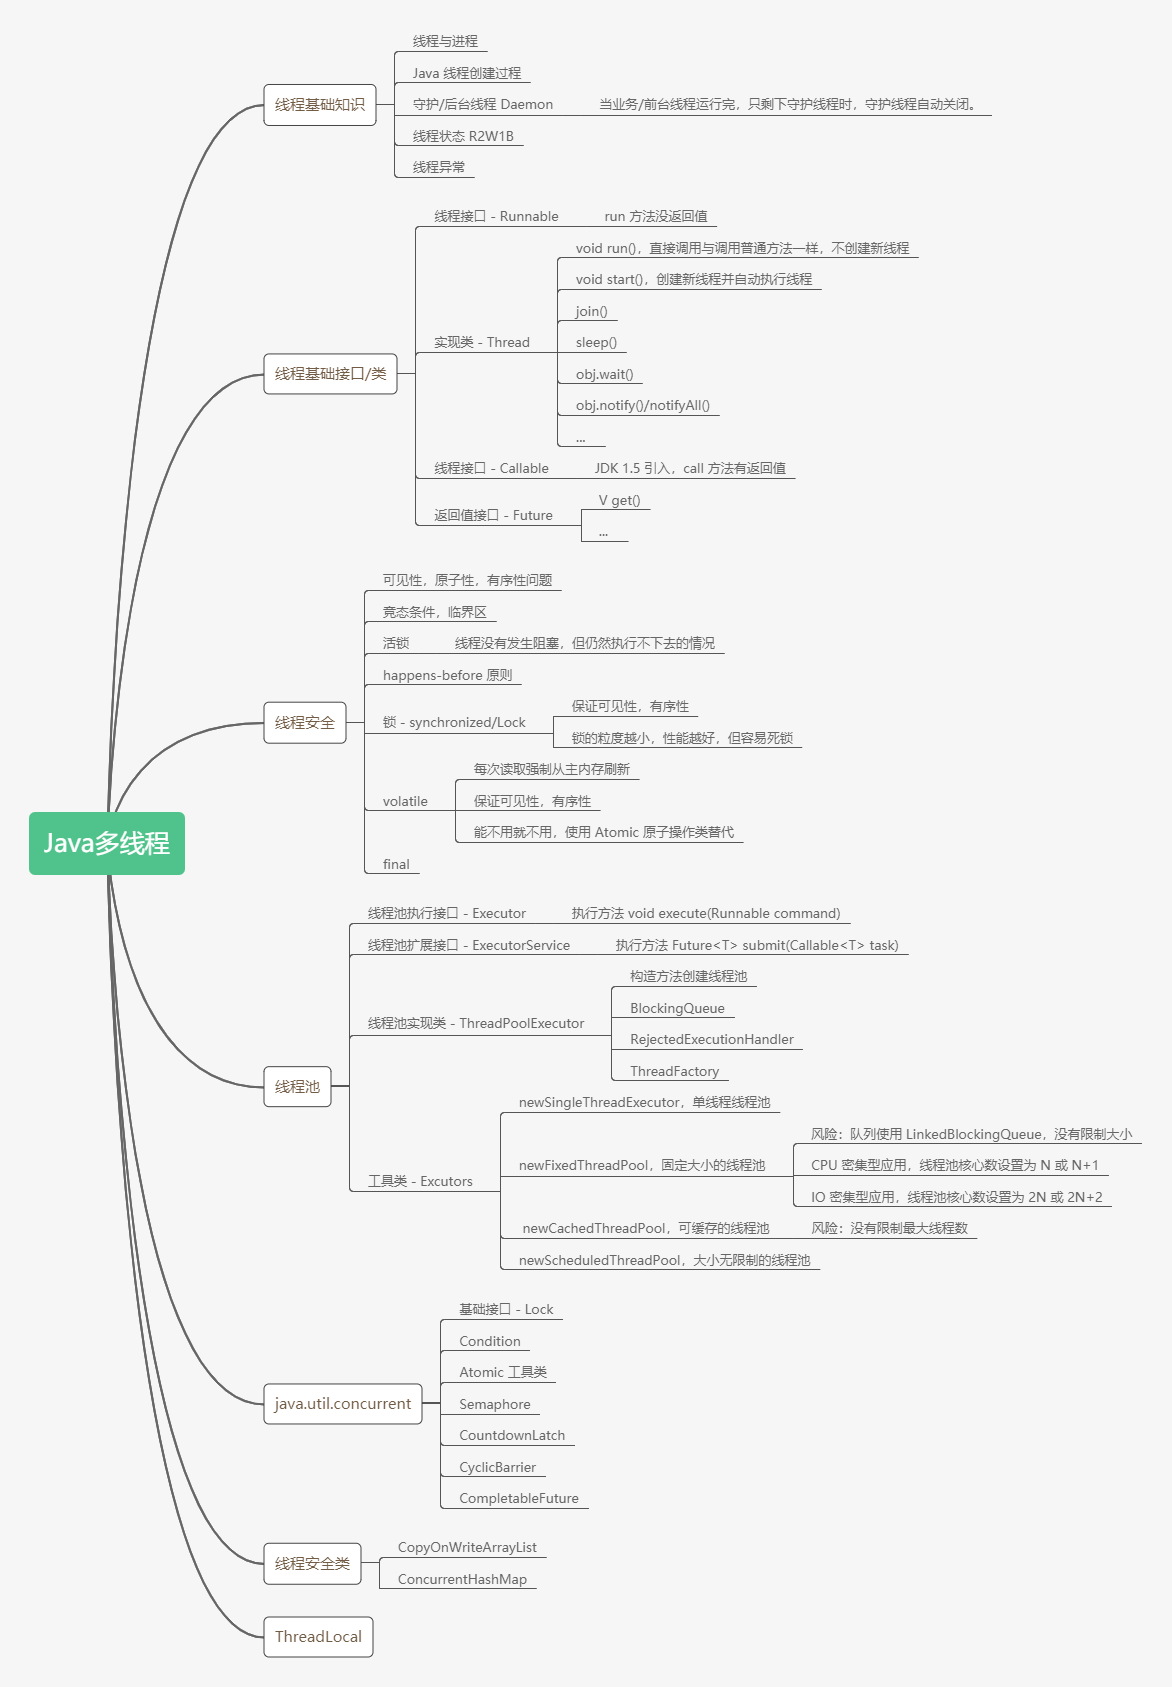 Java多线程
线程基础知识
线程与进程
Java 线程创建过程
守护/后台线程 Daemon
当业务/前台线程运行完，只剩下守护线程时，守护线程自动关闭。
线程状态 R2W1B
线程异常
线程基础接口/类
线程接口 - Runnable
run 方法没返回值
实现类 - Thread
void run()，直接调用与调用普通方法一样，不创建新线程
void start()，创建新线程并自动执行线程
join()
sleep()
obj.wait()
obj.notify()/notifyAll()
...
线程接口 - Callable
JDK 1.5 引入，call 方法有返回值
返回值接口 - Future
V get()
...
线程安全
可见性，原子性，有序性问题
竟态条件，临界区
活锁
线程没有发生阻塞，但仍然执行不下去的情况
happens-before 原则
锁 - synchronized/Lock
保证可见性，有序性
锁的粒度越小，性能越好，但容易死锁
volatile
每次读取强制从主内存刷新
保证可见性，有序性
能不用就不用，使用 Atomic 原子操作类替代
final
线程池
线程池执行接口 - Executor
执行方法 void execute(Runnable command)
线程池扩展接口 - ExecutorService
执行方法 Future<T> submit(Callable<T> task)
线程池实现类 - ThreadPoolExecutor
构造方法创建线程池
BlockingQueue
RejectedExecutionHandler
ThreadFactory
工具类 - Excutors
newSingleThreadExecutor，单线程线程池
newFixedThreadPool，固定大小的线程池
风险：队列使用 LinkedBlockingQueue，没有限制大小
CPU 密集型应用，线程池核心数设置为 N 或 N+1
IO 密集型应用，线程池核心数设置为 2N 或 2N+2
newCachedThreadPool，可缓存的线程池
风险：没有限制最大线程数
newScheduledThreadPool，大小无限制的线程池
java.util.concurrent
基础接口 - Lock
Condition
Atomic 工具类
Semaphore
CountdownLatch
CyclicBarrier
CompletableFuture
线程安全类
CopyOnWriteArrayList
ConcurrentHashMap
ThreadLocal